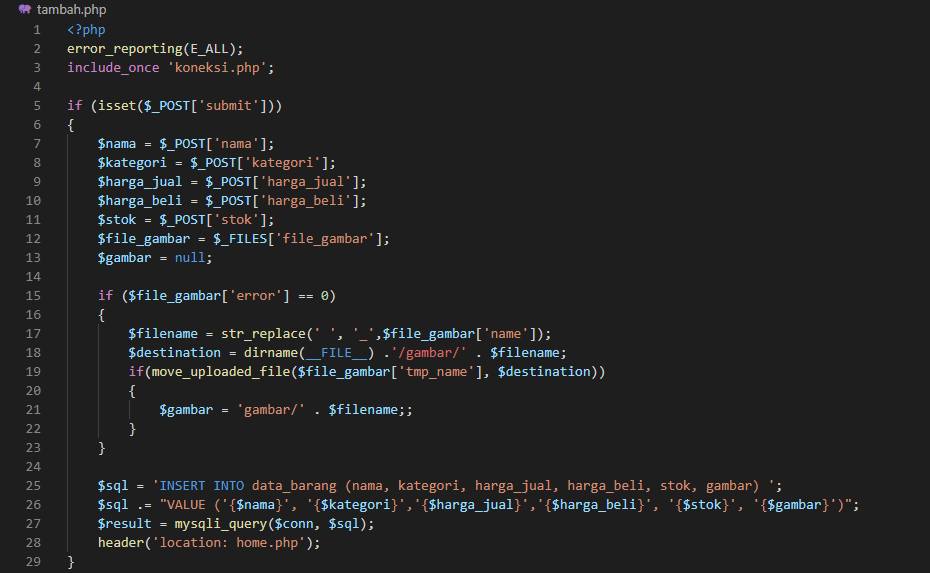 tambah.php
1 <?php
2 error_reporting(E_ALL);
3 include_once 'koneksi.php';
4
5 if (isset($_POST['submit']))
6 {
7     $nama = $_POST['nama'];
8     $kategori = $_POST['kategori'];
9     $harga_jual = $_POST['harga_jual'];
10     $harga_beli = $_POST['harga_beli'];
11     $stok = $_POST['stok'];
12     $file_gambar = $_FILES['file_gambar'];
13     $gambar = null;
14
15     if ($file_gambar['error'] == 0)
16     {
17         $filename = str_replace(' ', '_',$file_gambar['name']);
18         $destination = dirname(__FILE__) .'/gambar/' . $filename;
19         if(move_uploaded_file($file_gambar['tmp_name'], $destination))
20         {
21             $gambar = 'gambar/' . $filename;;
22         }
23     }
24
25     $sql = 'INSERT INTO data_barang (nama, kategori, harga_jual, harga_beli, stok, gambar) ';
26     $sql .= "VALUE ('{$nama}', '{$kategori}','{$harga_jual}','{$harga_beli}', '{$stok}', '{$gambar}')";
27     $result = mysqli_query($conn, $sql);
28     header('location: home.php');
29 }